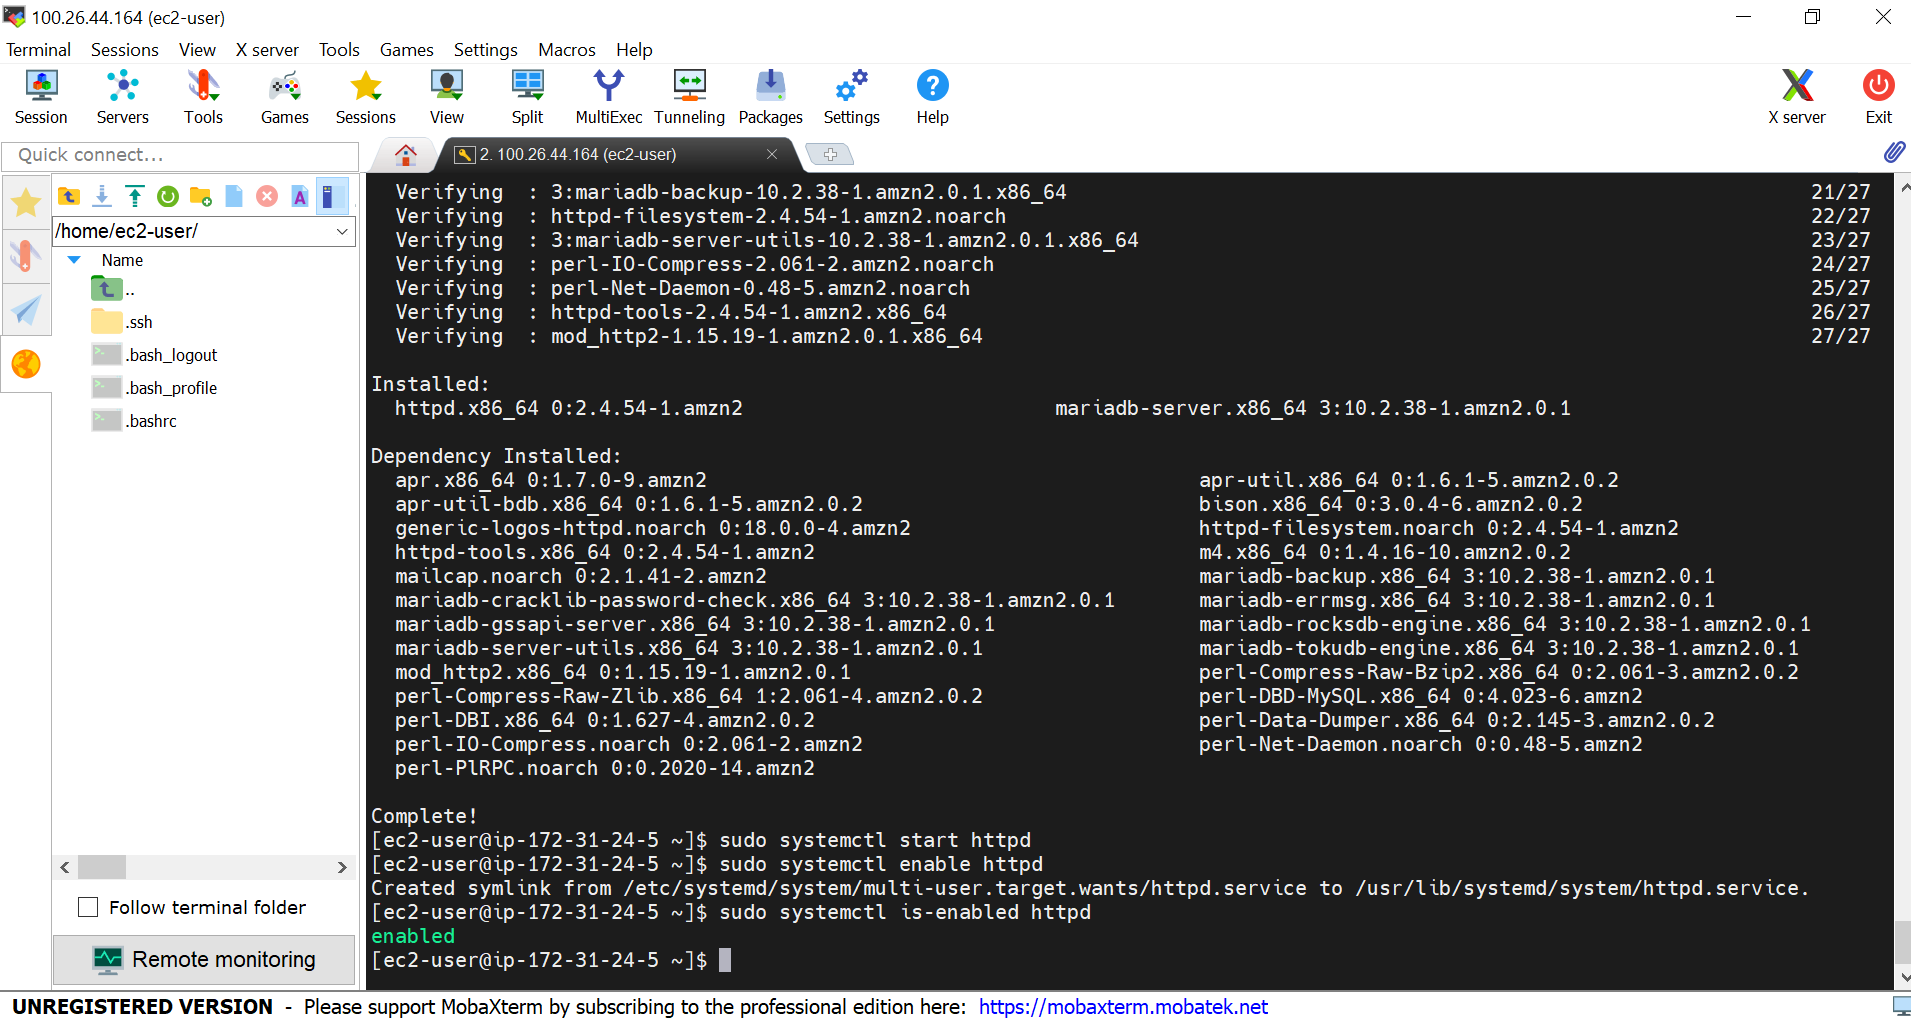 100.26.44.164 (ec2-user)
Terminal Sessions View X server Tools Games Settings Macros Help
Session Servers Tools Games Sessions View Split MultiExec Tunneling Packages Settings Help X server Exit
Quick connect...
2. 100.26.44.164 (ec2-user)
/home/ec2-user/
Name
..
.ssh
.bash_logout
.bash_profile
.bashrc
Follow terminal folder
Remote monitoring
Verifying : 3:mariadb-backup-10.2.38-1.amzn2.0.1.x86_64 21/27
Verifying : httpd-filesystem-2.4.54-1.amzn2.noarch 22/27
Verifying : 3:mariadb-server-utils-10.2.38-1.amzn2.0.1.x86_64 23/27
Verifying : perl-IO-Compress-2.061-2.amzn2.noarch 24/27
Verifying : perl-Net-Daemon-0.48-5.amzn2.noarch 25/27
Verifying : httpd-tools-2.4.54-1.amzn2.x86_64 26/27
Verifying : mod_http2-1.15.19-1.amzn2.0.1.x86_64 27/27
Installed:
httpd.x86_64 0:2.4.54-1.amzn2 mariadb-server.x86_64 3:10.2.38-1.amzn2.0.1
Dependency Installed:
apr.x86_64 0:1.7.0-9.amzn2 apr-util.x86_64 0:1.6.1-5.amzn2.0.2
apr-util-bdb.x86_64 0:1.6.1-5.amzn2.0.2 bison.x86_64 0:3.0.4-6.amzn2.0.2
generic-logos-httpd.noarch 0:18.0.0-4.amzn2 httpd-filesystem.noarch 0:2.4.54-1.amzn2
httpd-tools.x86_64 0:2.4.54-1.amzn2 m4.x86_64 0:1.4.16-10.amzn2.0.2
mailcap.noarch 0:2.1.41-2.amzn2 mariadb-backup.x86_64 3:10.2.38-1.amzn2.0.1
mariadb-cracklib-password-check.x86_64 3:10.2.38-1.amzn2.0.1 mariadb-errmsg.x86_64 3:10.2.38-1.amzn2.0.1
mariadb-gssapi-server.x86_64 3:10.2.38-1.amzn2.0.1 mariadb-rocksdb-engine.x86_64 3:10.2.38-1.amzn2.0.1
mariadb-server-utils.x86_64 3:10.2.38-1.amzn2.0.1 mariadb-tokudb-engine.x86_64 3:10.2.38-1.amzn2.0.1
mod_http2.x86_64 0:1.15.19-1.amzn2.0.1 perl-Compress-Raw-Bzip2.x86_64 0:2.061-3.amzn2.0.2
perl-Compress-Raw-Zlib.x86_64 1:2.061-4.amzn2.0.2 perl-DBD-MySQL.x86_64 0:4.023-6.amzn2
perl-DBI.x86_64 0:1.627-4.amzn2.0.2 perl-Data-Dumper.x86_64 0:2.145-3.amzn2.0.2
perl-IO-Compress.noarch 0:2.061-2.amzn2 perl-Net-Daemon.noarch 0:0.48-5.amzn2
perl-PlRPC.noarch 0:0.2020-14.amzn2
Complete!
[ec2-user@ip-172-31-24-5 ~]$ sudo systemctl start httpd
[ec2-user@ip-172-31-24-5 ~]$ sudo systemctl enable httpd
Created symlink from /etc/systemd/system/multi-user.target.wants/httpd.service to /usr/lib/systemd/system/httpd.service.
[ec2-user@ip-172-31-24-5 ~]$ sudo systemctl is-enabled httpd
enabled
[ec2-user@ip-172-31-24-5 ~]$
UNREGISTERED VERSION - Please support MobaXterm by subscribing to the professional edition here: https://mobaxterm.mobatek.net